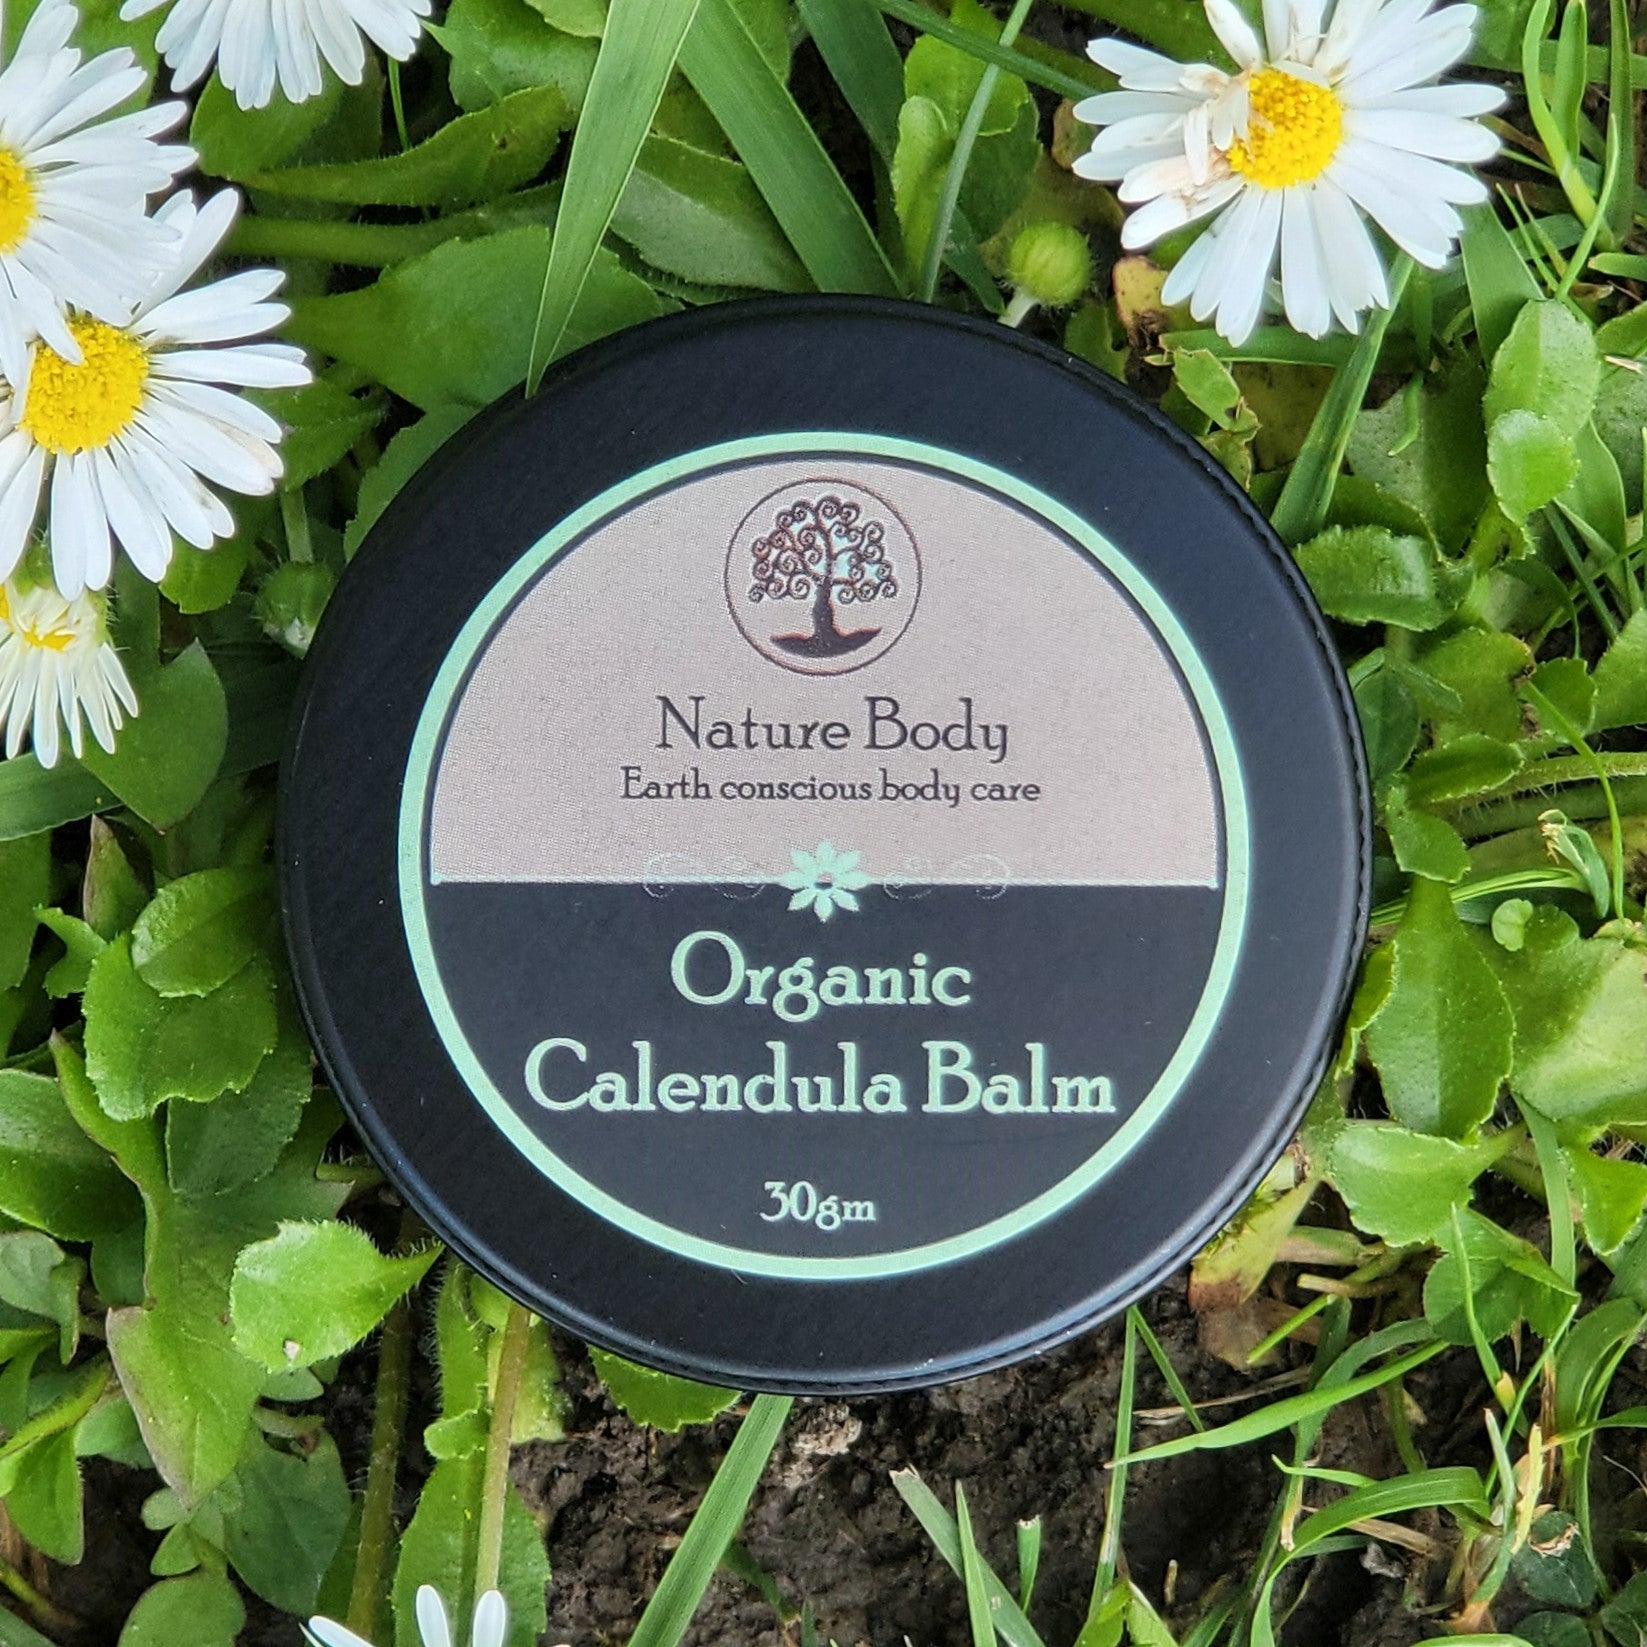 Nature Body
Earth conscious body care
Organic
Calendula Balm
30gm